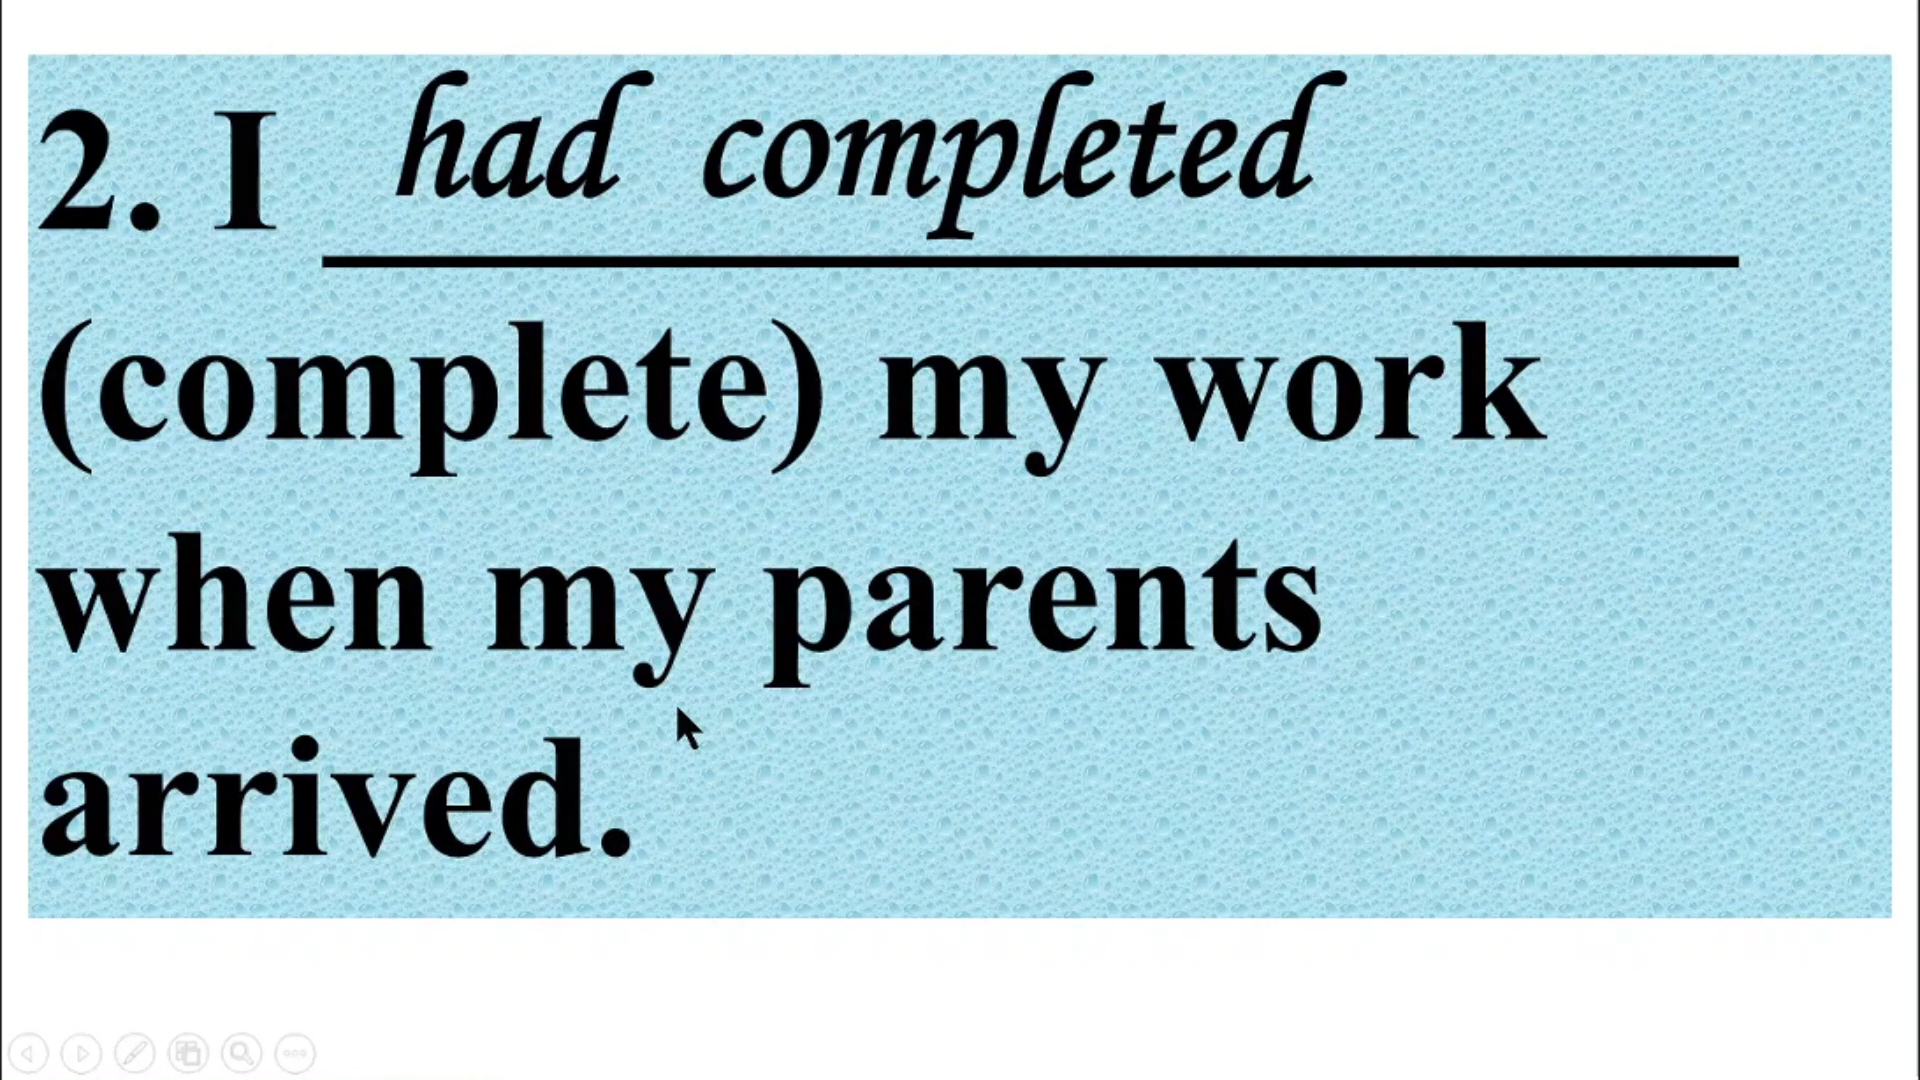 2. I had completed
(complete) my work
when my parents
arrived.